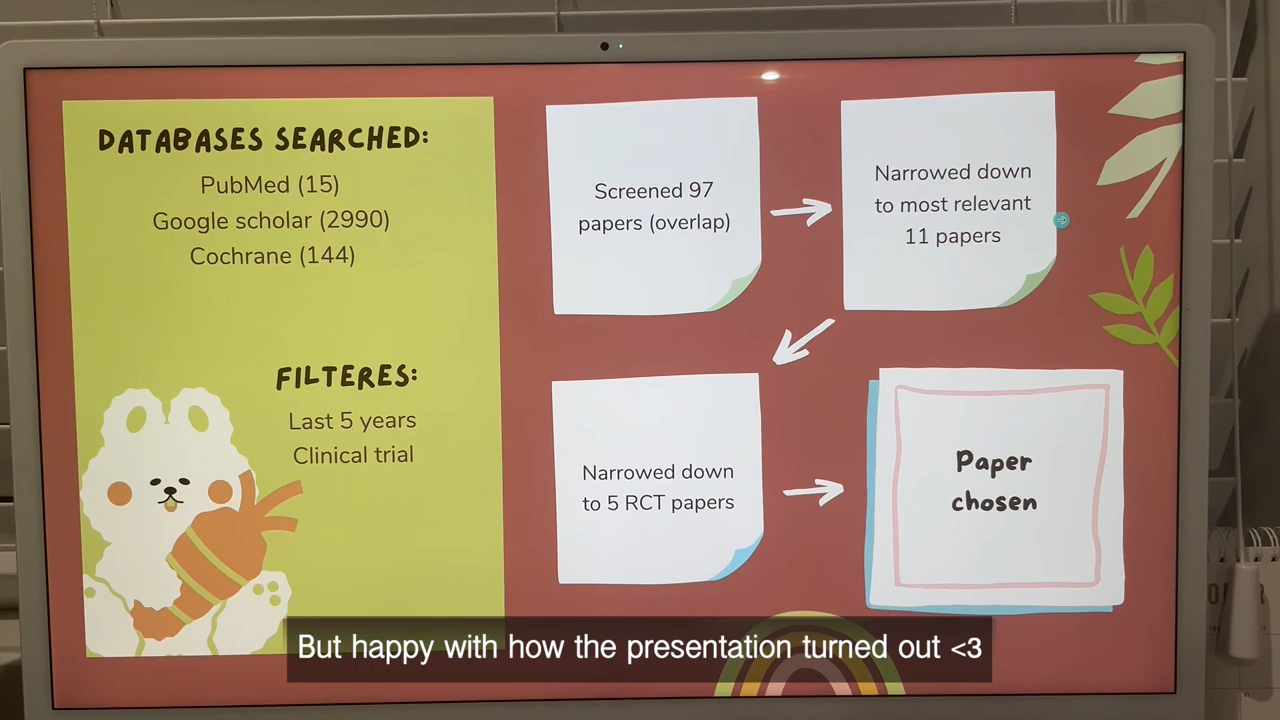 DATABASES SEARCHED:
PubMed (15)
Google scholar (2990)
Cochrane (144)
FILTERES:
Last 5 years
Clinical trial
Screened 97
papers (overlap)
Narrowed down
to most relevant
11 papers
Narrowed down
to 5 RCT papers
Paper
chosen
But happy with how the presentation turned out <3